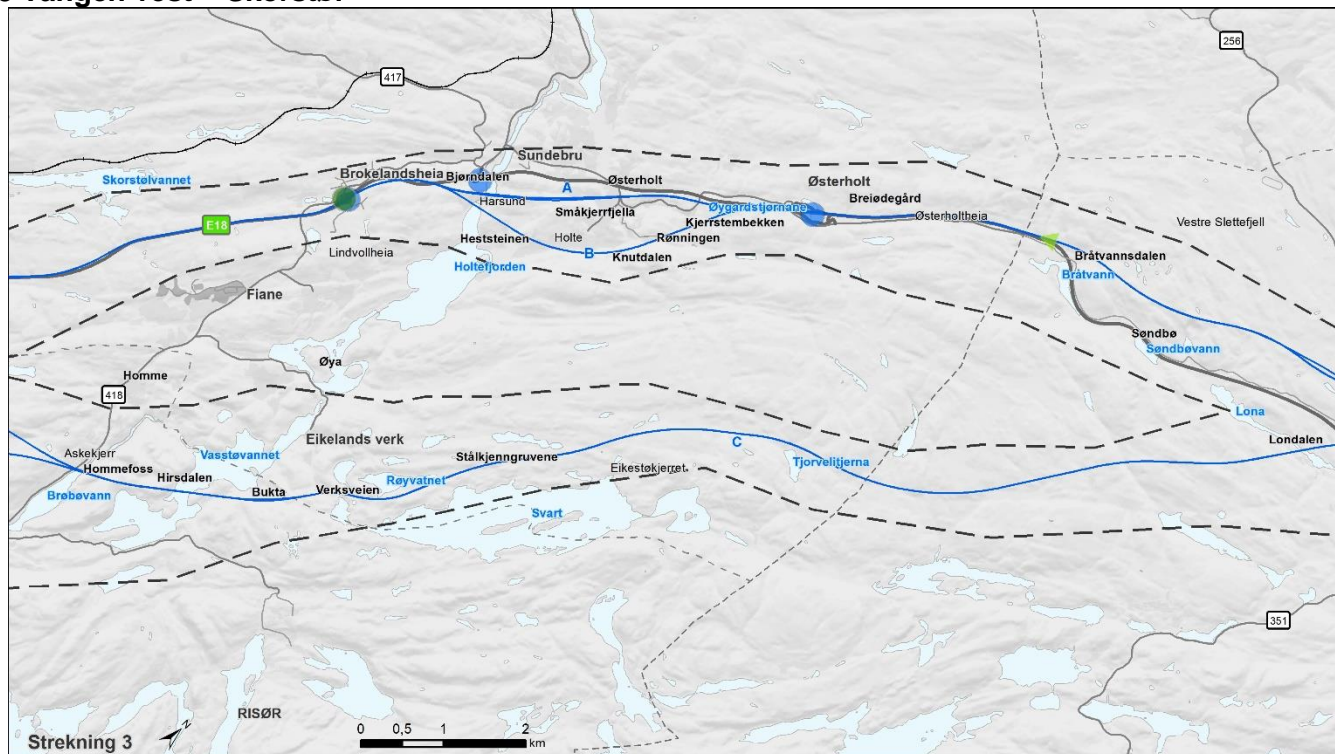 417
256
Sundebru
Skorstølvannet
Brokelandsheia
Bjørndalen
Østerholt
Østerholt
A
Harsund
Øygardstjørnane
Breiødegård
Småkjerrfjella
Østerholtheia
Vestre Slettefjell
E18
Kjerrstembekken
Heststeinen
Holte
Rønningen
Lindvollheia
B
Knutdalen
Bråtvannsdalen
Holtefjorden
Bråtvann
Fiane
Søndbø
Søndbøvann
Øya
Homme
418
Lona
Eikelands verk
C
Londalen
Askekjerr
Vasstøvannet
Stålkjenngruvene
Hommefoss
Tjorvelitjerna
Eikestøkjerret
Hirsdalen
Røyvatnet
Brøbøvann
Bukta
Verksveien
Svart
351
RISØR
N
0 0,5 1 2
km
Strekning 3